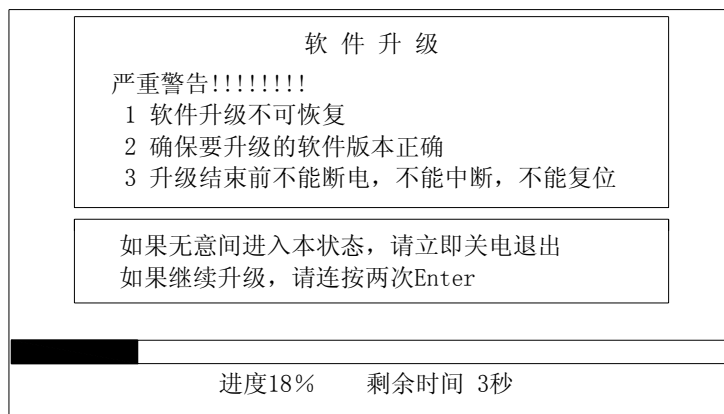 软 件 升 级
严重警告!!!!!!!!
1 软件升级不可恢复
2 确保要升级的软件版本正确
3 升级结束前不能断电，不能中断，不能复位
如果无意间进入本状态，请立即关电退出
如果继续升级，请连按两次Enter
进度18% 剩余时间 3秒